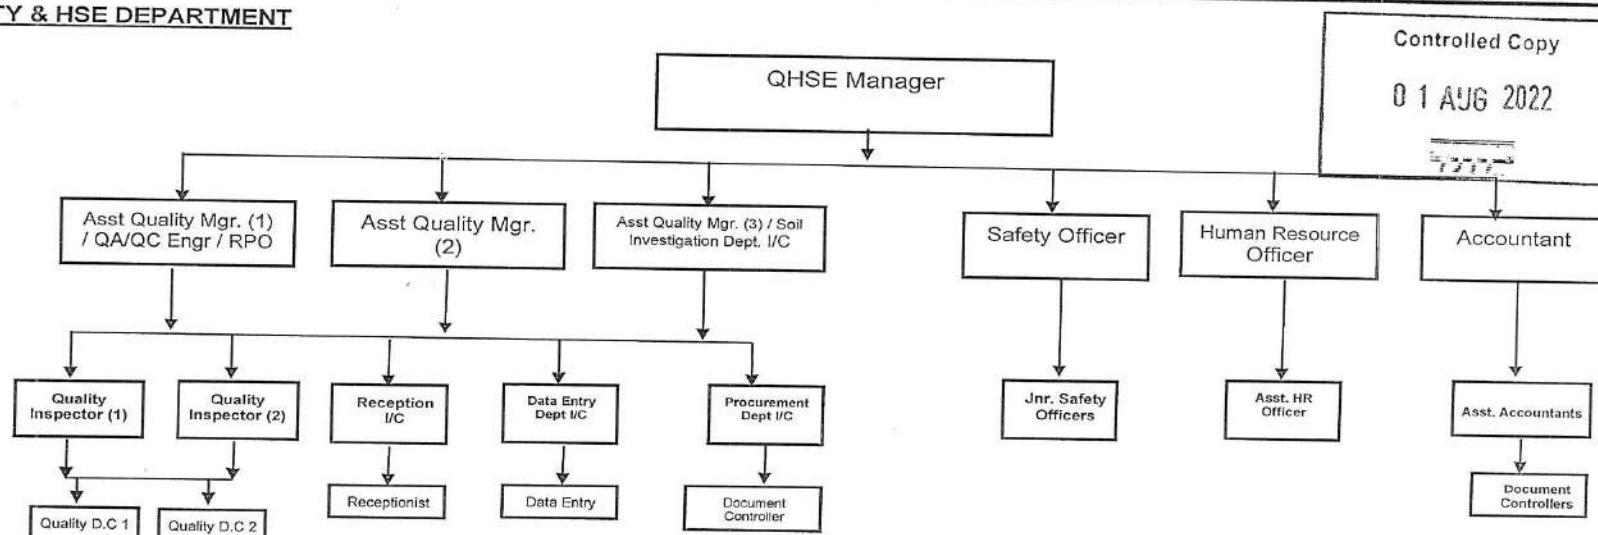 TY & HSE DEPARTMENT
Controlled Copy
01 AUG 2022
QHSE Manager
Asst Quality Mgr. (1)
/ QA/QC Engr / RPO
Asst Quality Mgr.
(2)
Asst Quality Mgr. (3) / Soil
Investigation Dept. I/C
Safety Officer
Human Resource
Officer
Accountant
Quality
Inspector (1)
Quality
Inspector (2)
Reception
I/C
Data Entry
Dept I/C
Procurement
Dept I/C
Jnr. Safety
Officers
Asst. HR
Officer
Asst. Accountants
Quality D.C 1
Quality D.C 2
Receptionist
Data Entry
Document
Controller
Document
Controllers